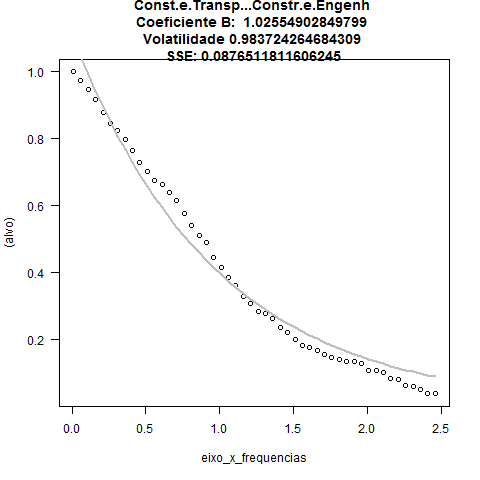 Const.e.Transp...Constr.e.Engenh
Coeficiente B: 1.02554902849799
Volatilidade 0.983724264684309
SSE: 0.0876511811606245
1.0
0.8
0.6
0.4
0.2
(alvo)
0.0 0.5 1.0 1.5 2.0 2.5
eixo_x_frequencias